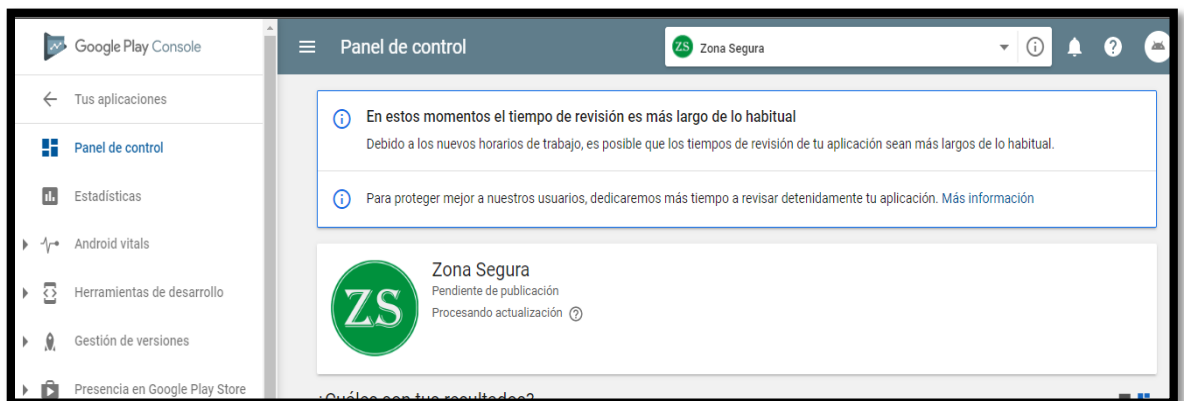 Google Play Console
Panel de control
ZS Zona Segura
Tus aplicaciones
Panel de control
Estadísticas
Android vitals
Herramientas de desarrollo
Gestión de versiones
Presencia en Google Play Store
En estos momentos el tiempo de revisión es más largo de lo habitual
Debido a los nuevos horarios de trabajo, es posible que los tiempos de revisión de tu aplicación sean más largos de lo habitual.
Para proteger mejor a nuestros usuarios, dedicaremos más tiempo a revisar detenidamente tu aplicación. Más información
ZS
Zona Segura
Pendiente de publicación
Procesando actualización
¿Cuáles son tus resultados?